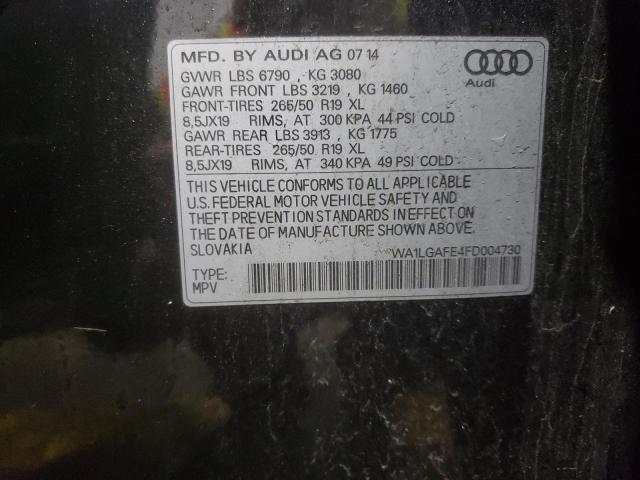 MFD. BY AUDI AG 07 14
GVWR LBS 6790 , KG 3080
GAWR FRONT LBS 3219 , KG 1460
FRONT-TIRES 265/50 R19 XL
8,5JX19 RIMS, AT 300 KPA 44 PSI COLD
GAWR REAR LBS 3913 , KG 1775
REAR-TIRES 265/50 R19 XL
8,5JX19 RIMS, AT 340 KPA 49 PSI COLD
Audi
THIS VEHICLE CONFORMS TO ALL APPLICABLE
U.S. FEDERAL MOTOR VEHICLE SAFETY AND
THEFT PREVENTION STANDARDS IN EFFECT ON
THE DATE OF MANUFACTURE SHOWN ABOVE.
SLOVAKIA
WA1LGAFE4FD004730
TYPE:
MPV